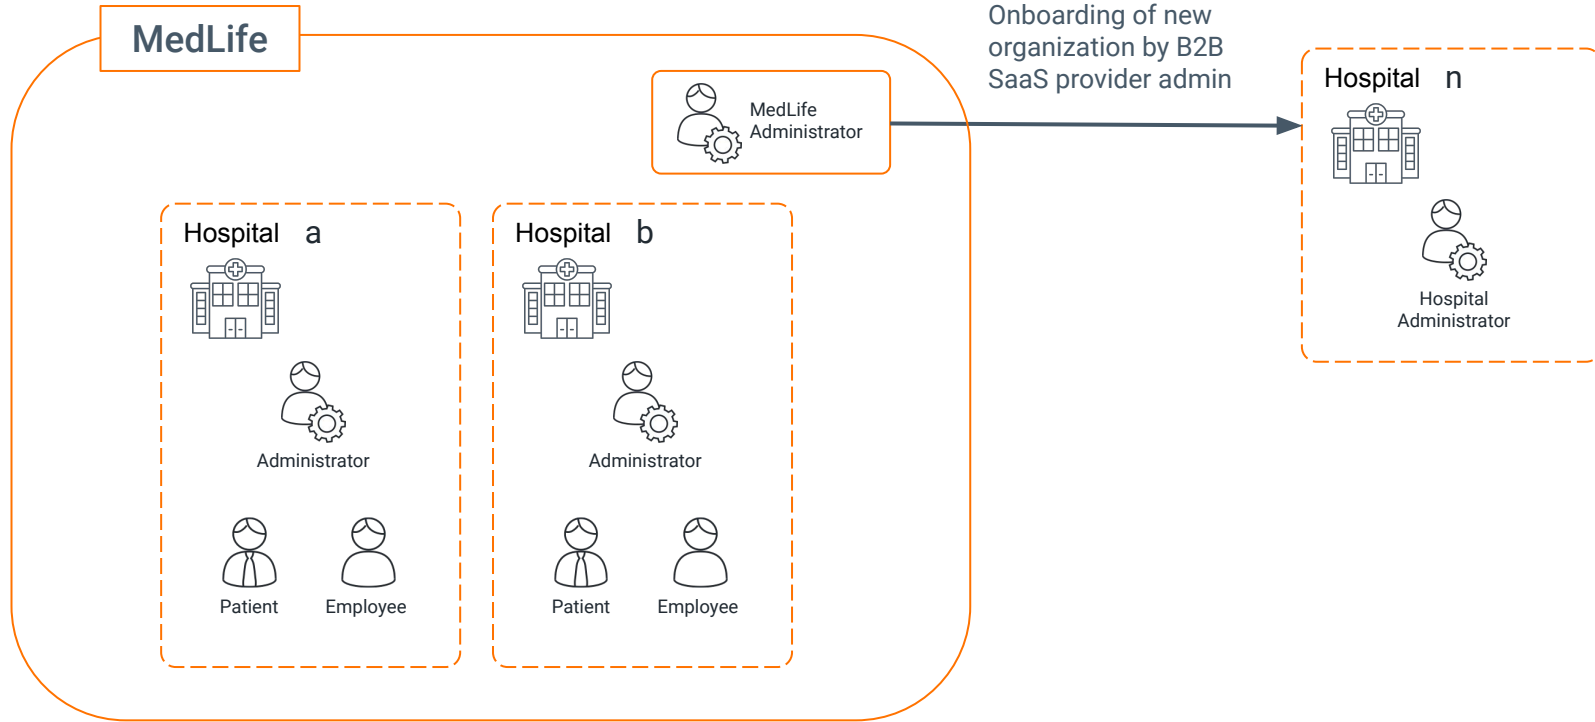 MedLife
Onboarding of new
organization by B2B
SaaS provider admin
MedLife
Administrator
Hospital n
Hospital
Administrator
Hospital a
Administrator
Patient
Employee
Hospital b
Administrator
Patient
Employee